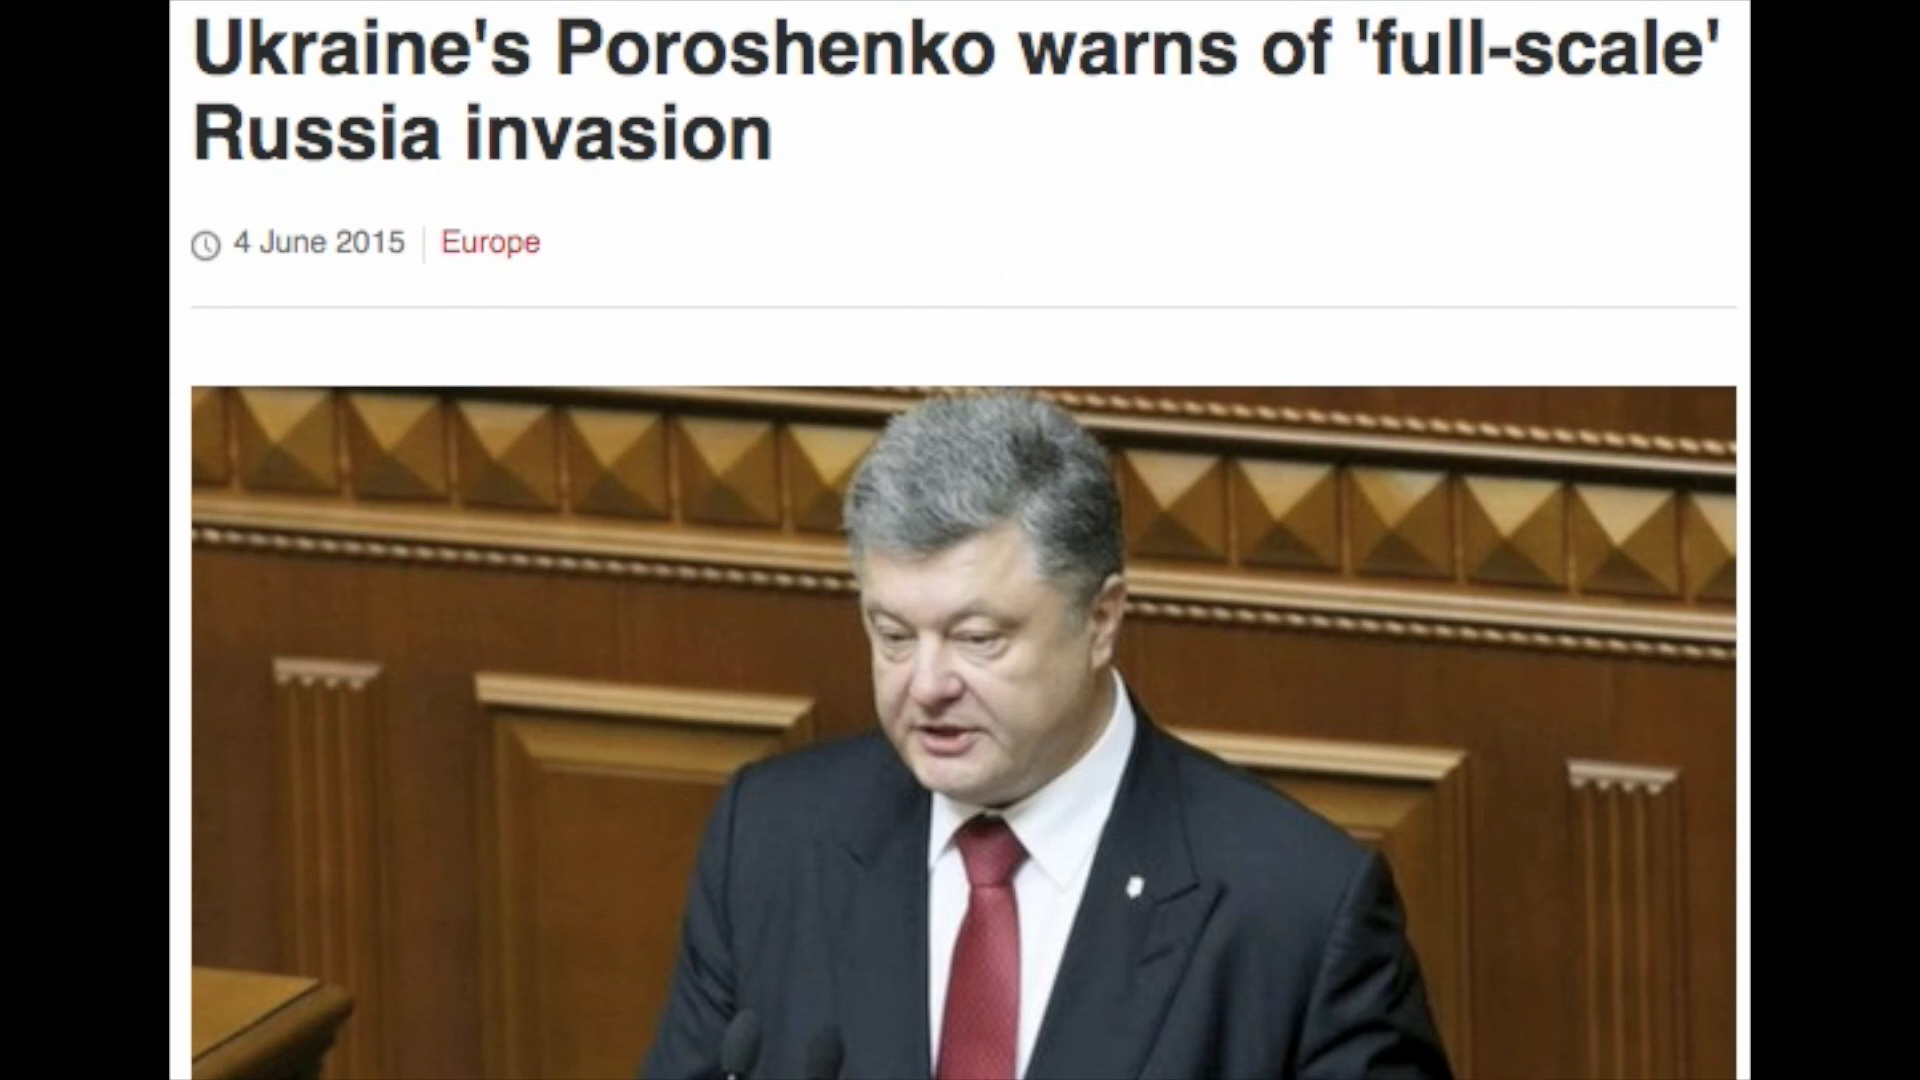 Ukraine's Poroshenko warns of 'full-scale'
Russia invasion
4 June 2015
Europe